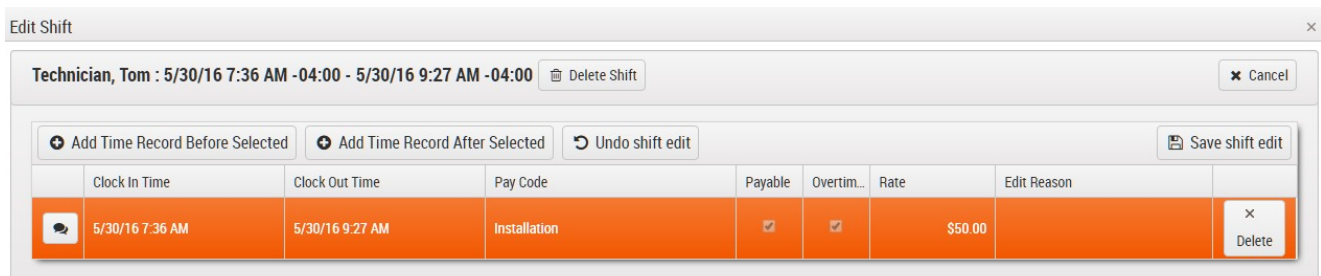 Edit Shift
Technician, Tom : 5/30/16 7:36 AM -04:00 - 5/30/16 9:27 AM -04:00 Delete Shift Cancel
Add Time Record Before Selected Add Time Record After Selected Undo shift edit Save shift edit
Clock In Time Clock Out Time Pay Code Payable Overtim... Rate Edit Reason
5/30/16 7:36 AM 5/30/16 9:27 AM Installation $50.00
Delete